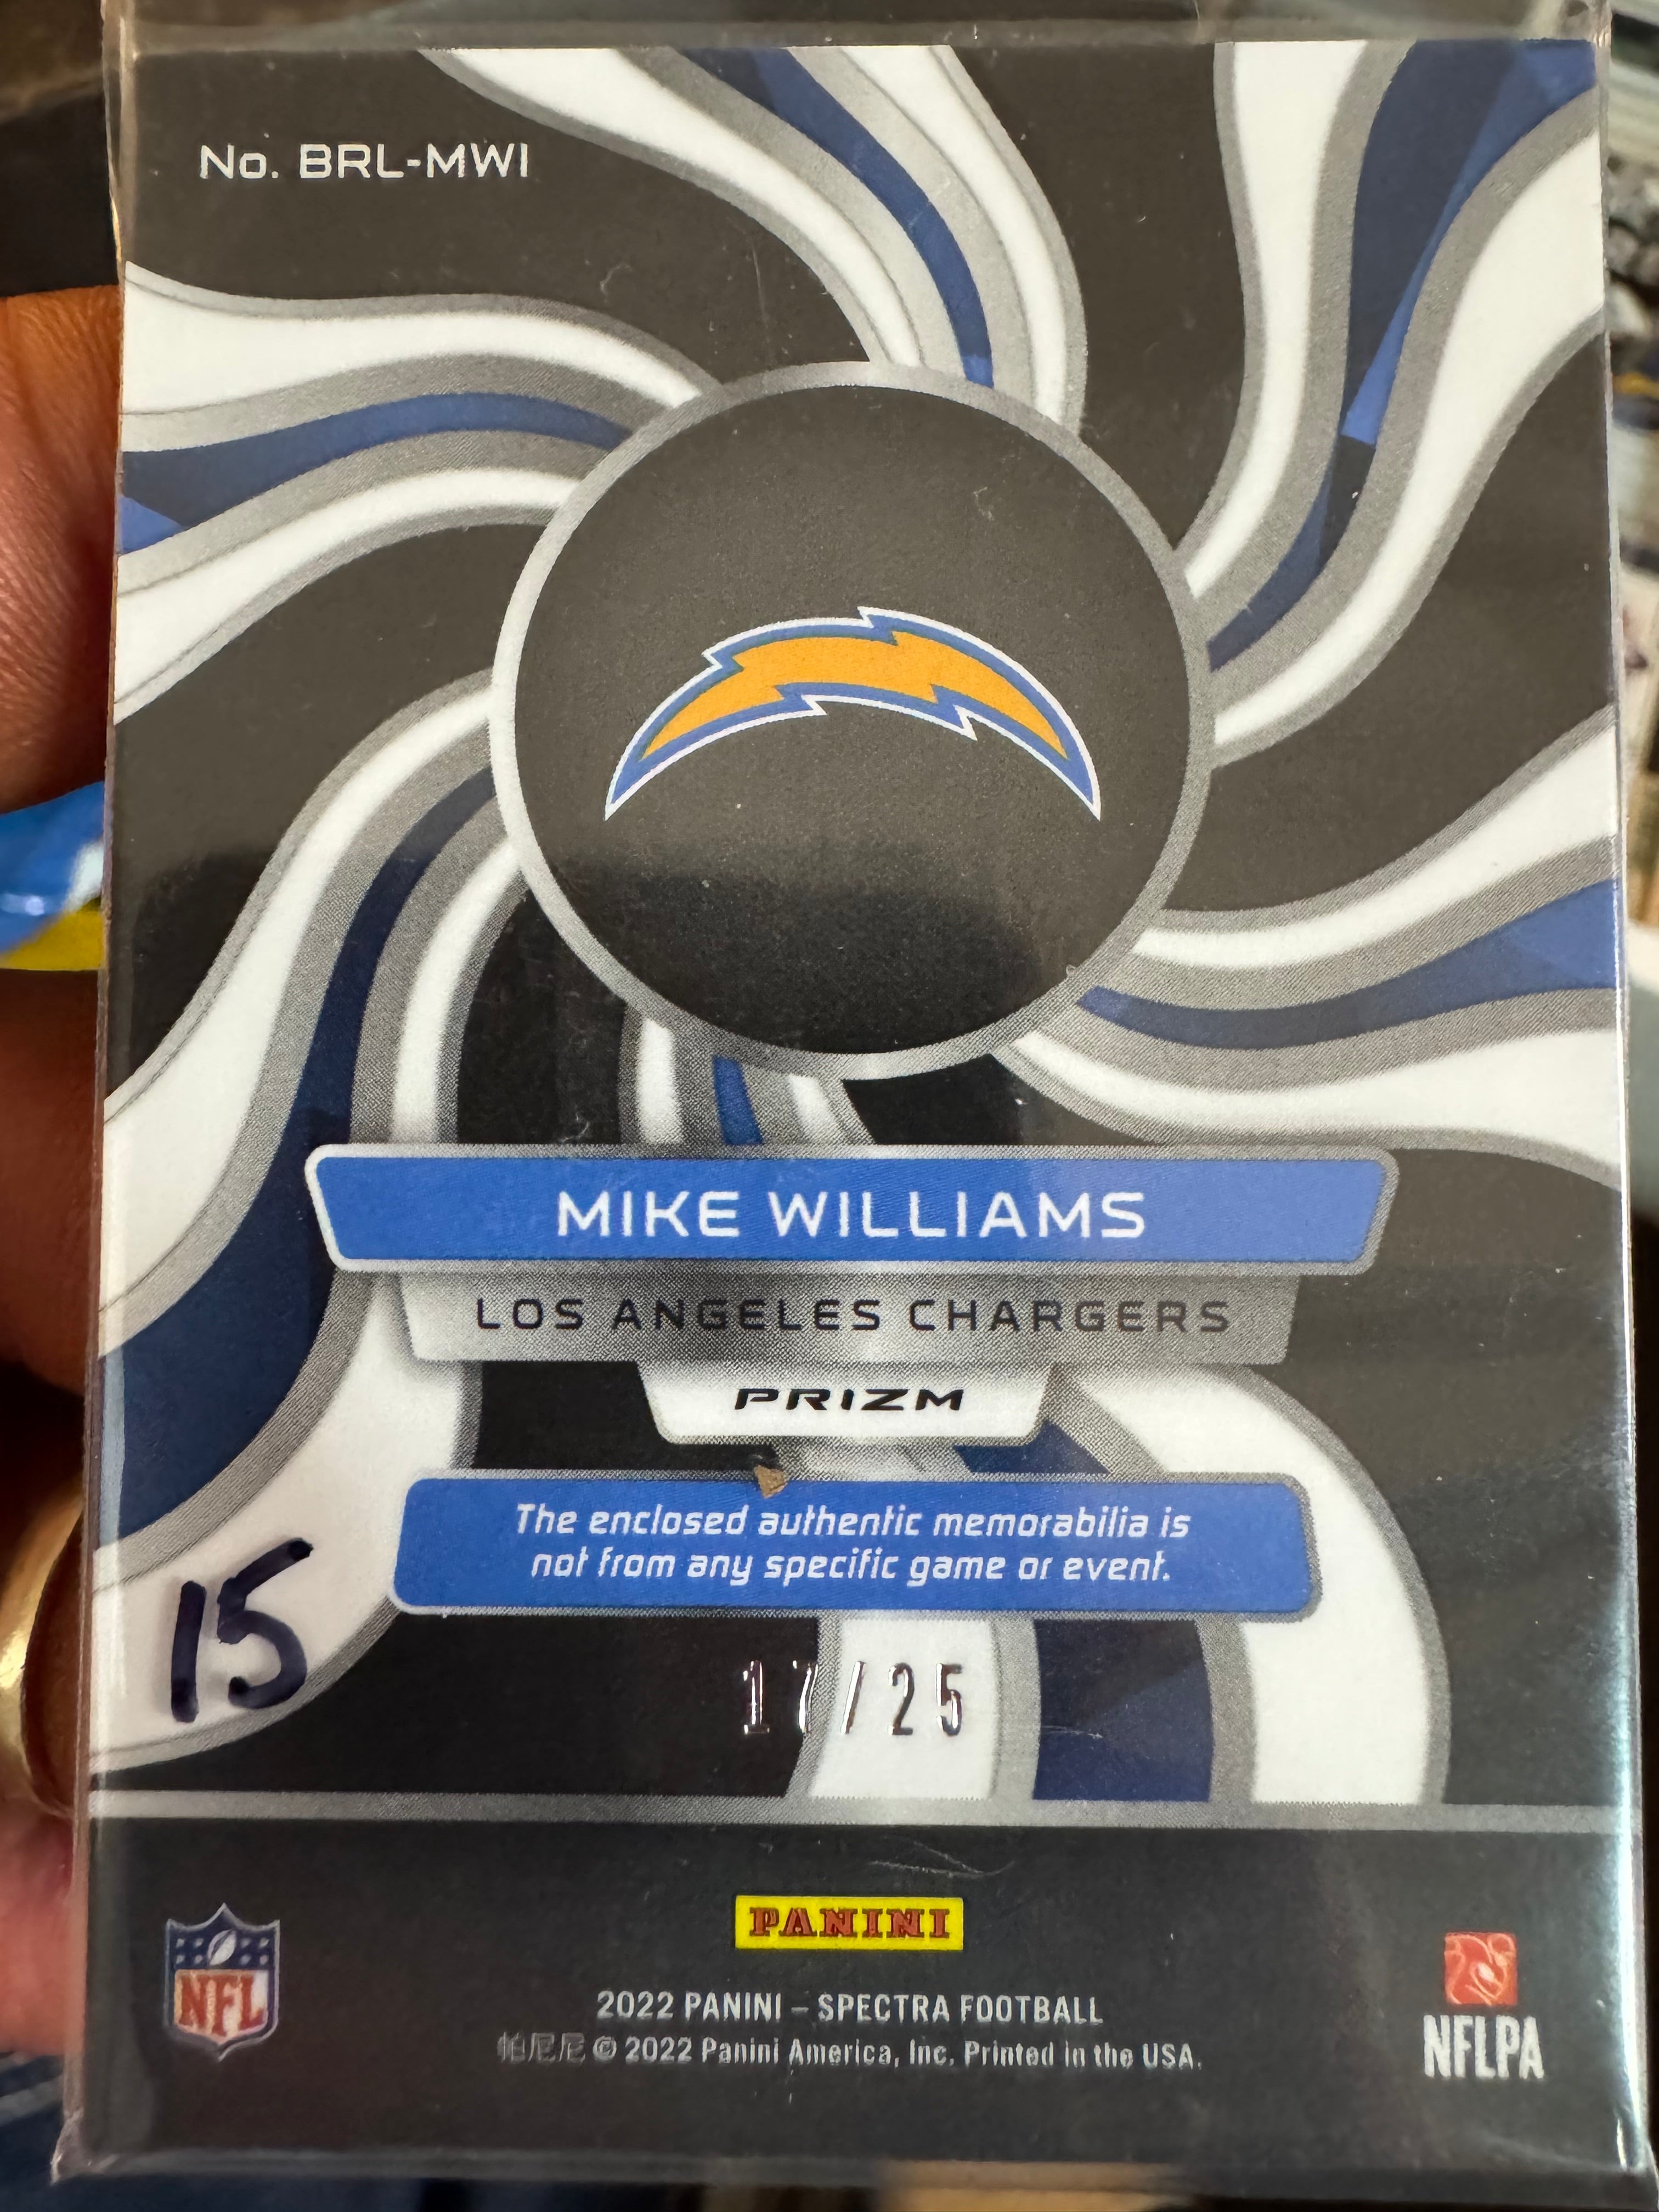 No. BRL-MWI
MIKE WILLIAMS
LOS ANGELES CHARGERS
PRIZM
The enclosed authentic memorabilia is
not from any specific game or event.
15
17/25
PANINI
NFL
2022 PANINI – SPECTRA FOOTBALL
帕尼尼 © 2022 Panini America, Inc. Printed in the USA.
NFLPA